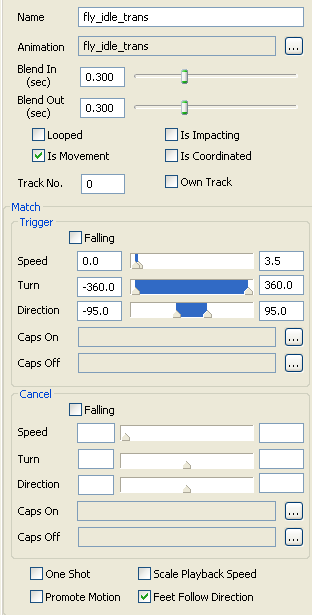 Name fly_idle_trans
Animation fly_idle_trans ...
Blend In (sec) 0.300
Blend Out (sec) 0.300
Looped Is Impacting
Is Movement Is Coordinated
Track No. 0 Own Track
Match
Trigger
Falling
Speed 0.0 3.5
Turn -360.0 360.0
Direction -95.0 95.0
Caps On ...
Caps Off ...
Cancel
Falling
Speed
Turn
Direction
Caps On ...
Caps Off ...
One Shot Scale Playback Speed
Promote Motion Feet Follow Direction